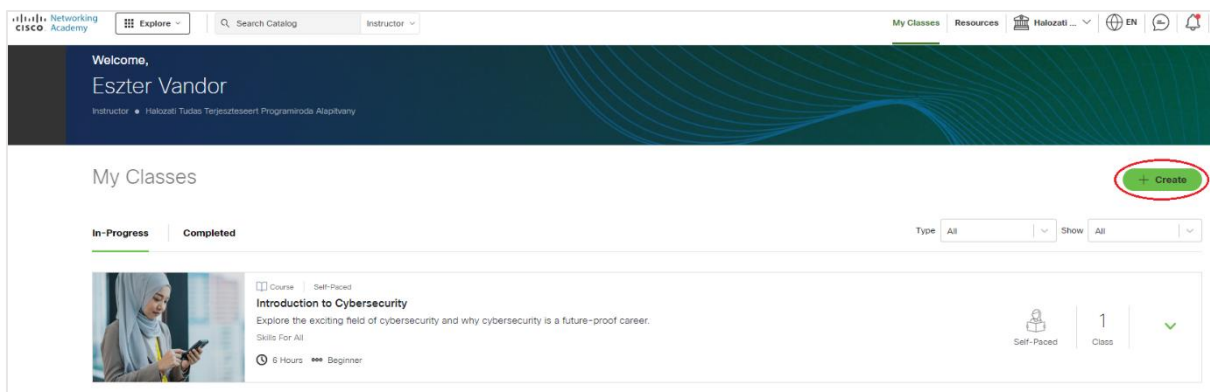 Networking
CISCO Academy
Explore
Search Catalog
Instructor
My Classes
Resources
Halozati ...
EN
Welcome,
Eszter Vandor
Instructor ● Halozati Tudas Terjeszteseert Programiroda Alapitvany
My Classes
+ Create
In-Progress
Completed
Type All
Show All
Course | Self-Paced
Introduction to Cybersecurity
Explore the exciting field of cybersecurity and why cybersecurity is a future-proof career.
Skills For All
6 Hours
Beginner
Self-Paced
1
Class